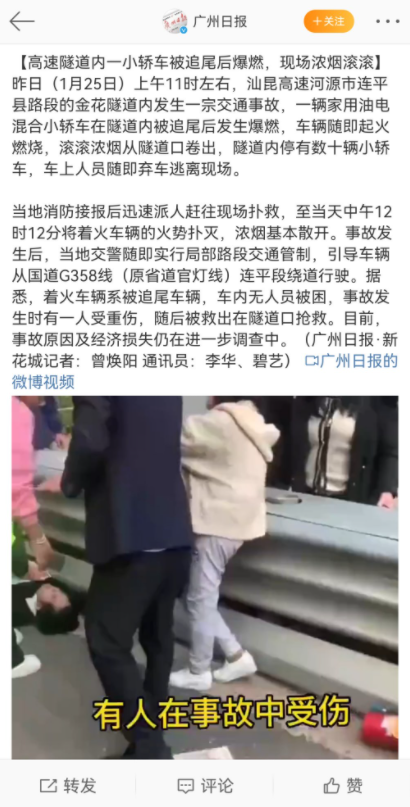 广州日报
+关注
【高速隧道内一小轿车被追尾后爆燃，现场浓烟滚滚】
昨日（1月25日）上午11时左右，汕昆高速河源市连平
县路段的金花隧道内发生一宗交通事故，一辆家用油电
混合小轿车在隧道内被追尾后发生爆燃，车辆随即起火
燃烧，滚滚浓烟从隧道口卷出，隧道内停有数十辆小轿
车，车上人员随即弃车逃离现场。
当地消防接报后迅速派人赶往现场扑救，至当天中午12
时12分将着火车辆的火势扑灭，浓烟基本散开。事故发
生后，当地交警随即实行局部路段交通管制，引导车辆
从国道G358线（原省道官灯线）连平段绕道行驶。据
悉，着火车辆系被追尾车辆，车内无人员被困，事故发
生时有一人受重伤，随后被救出在隧道口抢救。目前，
事故原因及经济损失仍在进一步调查中。（广州日报·新
花城记者：曾焕阳 通讯员：李华、碧艺）广州日报的
微博视频
有人在事故中受伤
转发
评论
赞